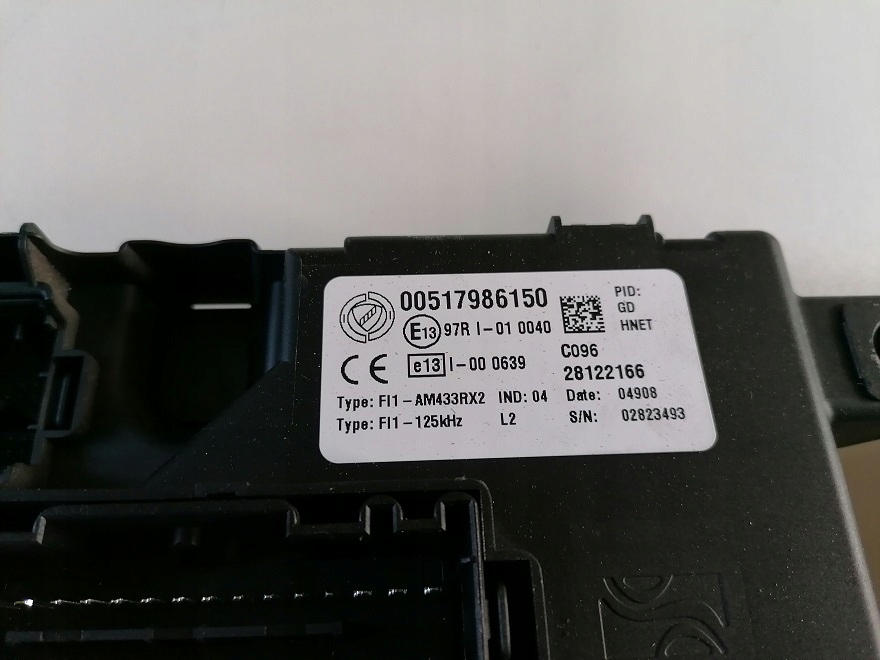 00517986150
E13 97R I-01 0040
CE e13 I-00 0639
Type: FI1-AM433RX2 IND: 04
Type: FI1-125kHz L2
PID:
GD
HNET
C096
28122166
Date: 04908
S/N: 02823493